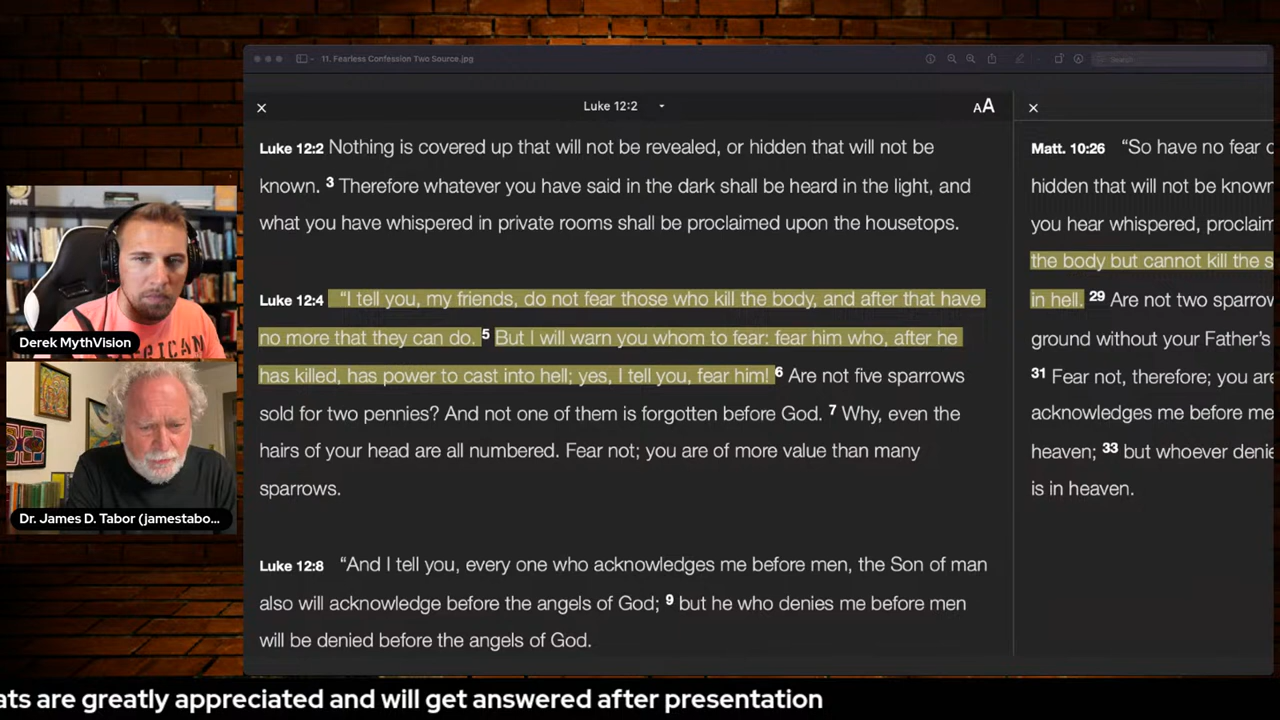 11. Fearless Confession Two Source.jpg
Search
Luke 12:2
AA
Luke 12:2 Nothing is covered up that will not be revealed, or hidden that will not be
known. 3 Therefore whatever you have said in the dark shall be heard in the light, and
what you have whispered in private rooms shall be proclaimed upon the housetops.
Luke 12:4 “I tell you, my friends, do not fear those who kill the body, and after that have
no more that they can do. 5 But I will warn you whom to fear: fear him who, after he
has killed, has power to cast into hell; yes, I tell you, fear him! 6 Are not five sparrows
sold for two pennies? And not one of them is forgotten before God. 7 Why, even the
hairs of your head are all numbered. Fear not; you are of more value than many
sparrows.
Luke 12:8 “And I tell you, every one who acknowledges me before men, the Son of man
also will acknowledge before the angels of God; 9 but he who denies me before men
will be denied before the angels of God.
Matt. 10:26 “So have no fear
hidden that will not be known
you hear whispered, proclaim
the body but cannot kill the s
in hell. 29 Are not two sparrow
ground without your Father’s
31 Fear not, therefore; you are
acknowledges me before me
heaven; 33 but whoever denie
is in heaven.
Derek MythVision
Dr. James D. Tabor (jamestabo...
ats are greatly appreciated and will get answered after presentation